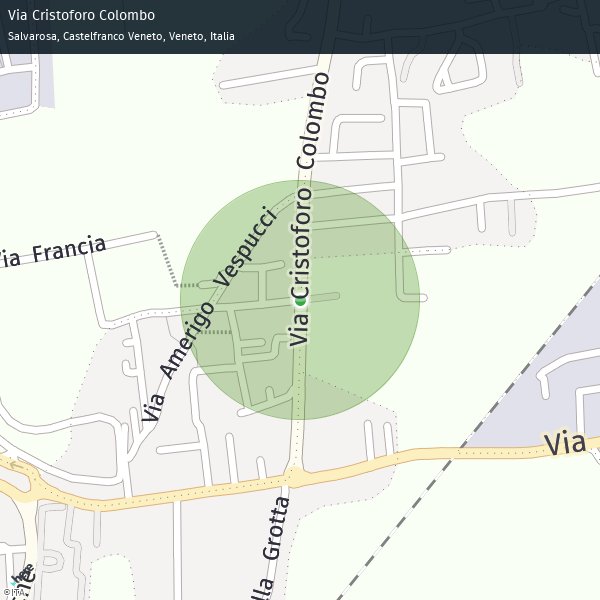 Via Cristoforo Colombo
Salvarosa, Castelfranco Veneto, Veneto, Italia
Via Cristoforo Colombo
Via Amerigo Vespucci
Via Francia
Via
lla Grotta
here